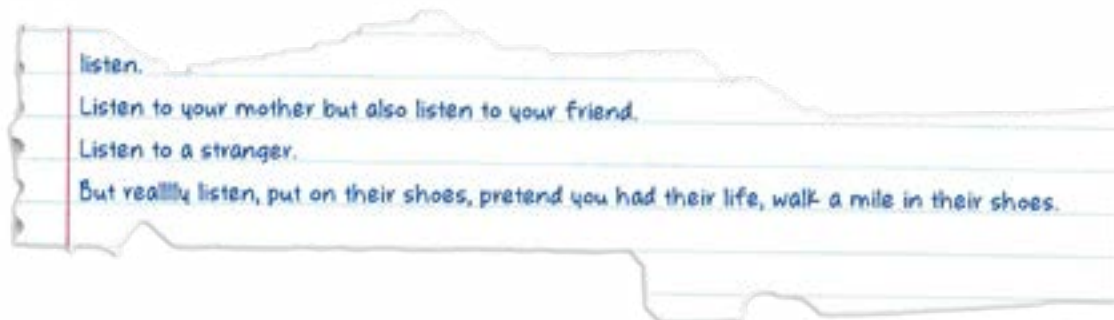 listen.
Listen to your mother but also listen to your friend.
Listen to a stranger.
But realllly listen, put on their shoes, pretend you had their life, walk a mile in their shoes.